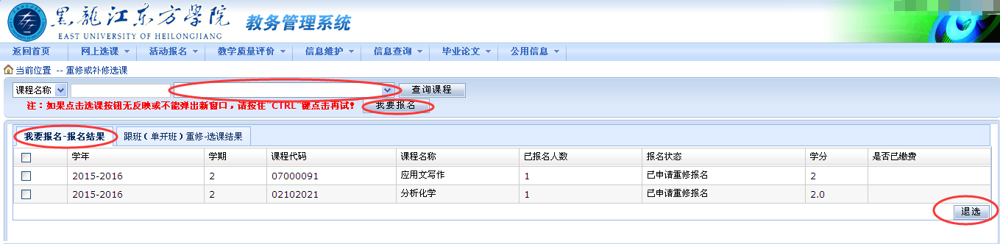 黑龍江东方學院 教务管理系统
EAST UNIVERSITY OF HEILONGJIANG
返回首页 网上选课 活动报名 教学质量评价 信息维护 信息查询 毕业论文 公用信息
当前位置 -- 重修或补修选课
课程名称 查询课程
注：如果点击选课按钮无反映或不能弹出新窗口，请按住"CTRL"键点击再试! 我要报名
我要报名-报名结果 跟班（单开班）重修-选课结果
学年 学期 课程代码 课程名称 已报名人数 报名状态 学分 是否已缴费
2015-2016 2 07000091 应用文写作 1 已申请重修报名 2
2015-2016 2 02102021 分析化学 1 已申请重修报名 2.0
退选